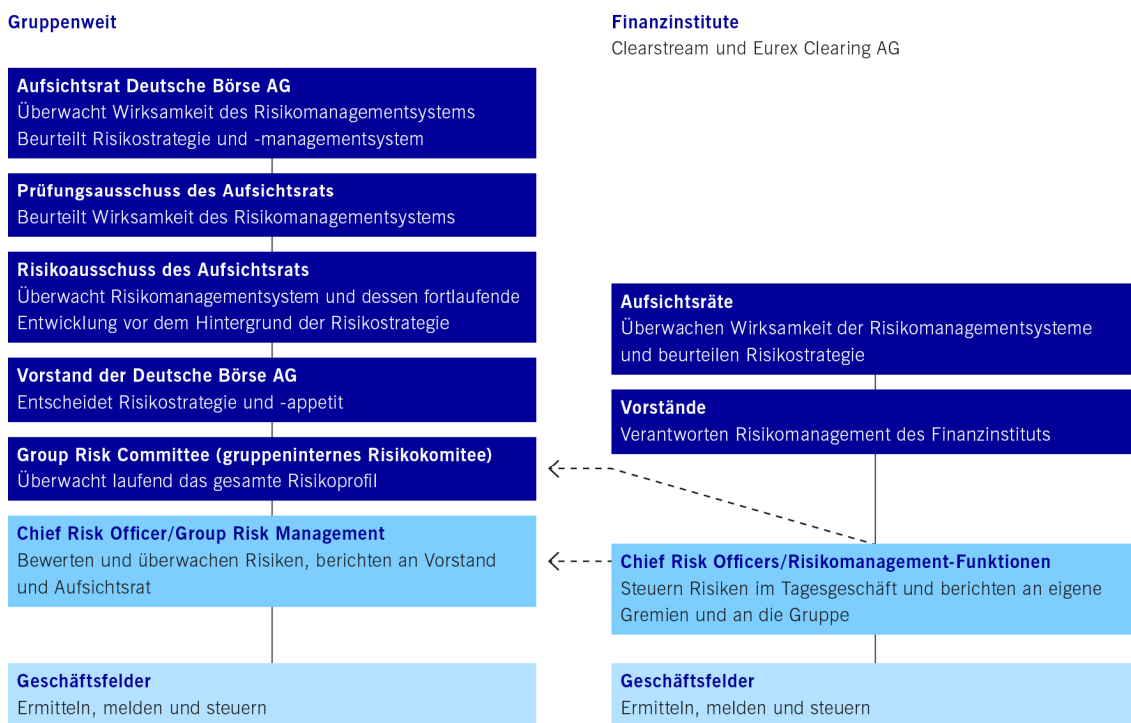 Gruppenweit
Aufsichtsrat Deutsche Börse AG
Überwacht Wirksamkeit des Risikomanagementsystems
Beurteilt Risikostrategie und -managementsystem
Prüfungsausschuss des Aufsichtsrats
Beurteilt Wirksamkeit des Risikomanagementsystems
Risikoausschuss des Aufsichtsrats
Überwacht Risikomanagementsystem und dessen fortlaufende
Entwicklung vor dem Hintergrund der Risikostrategie
Vorstand der Deutsche Börse AG
Entscheidet Risikostrategie und -appetit
Group Risk Committee (gruppeninternes Risikokomitee)
Überwacht laufend das gesamte Risikoprofil
Chief Risk Officer/Group Risk Management
Bewerten und überwachen Risiken, berichten an Vorstand
und Aufsichtsrat
Geschäftsfelder
Ermitteln, melden und steuern
Finanzinstitute
Clearstream und Eurex Clearing AG
Aufsichtsräte
Überwachen Wirksamkeit der Risikomanagementsysteme
und beurteilen Risikostrategie
Vorstände
Verantworten Risikomanagement des Finanzinstituts
Chief Risk Officers/Risikomanagement-Funktionen
Steuern Risiken im Tagesgeschäft und berichten an eigene
Gremien und an die Gruppe
Geschäftsfelder
Ermitteln, melden und steuern